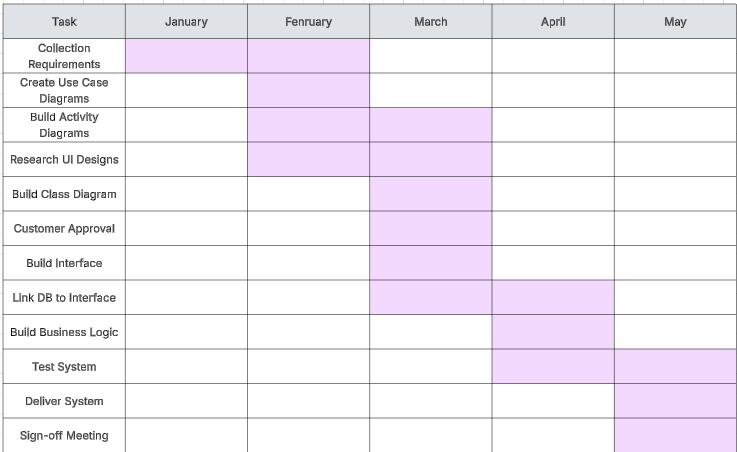 Task January Fenruary March April May
Collection
Requirements
Create Use Case
Diagrams
Build Activity
Diagrams
Research UI Designs
Build Class Diagram
Customer Approval
Build Interface
Link DB to Interface
Build Business Logic
Test System
Deliver System
Sign-off Meeting